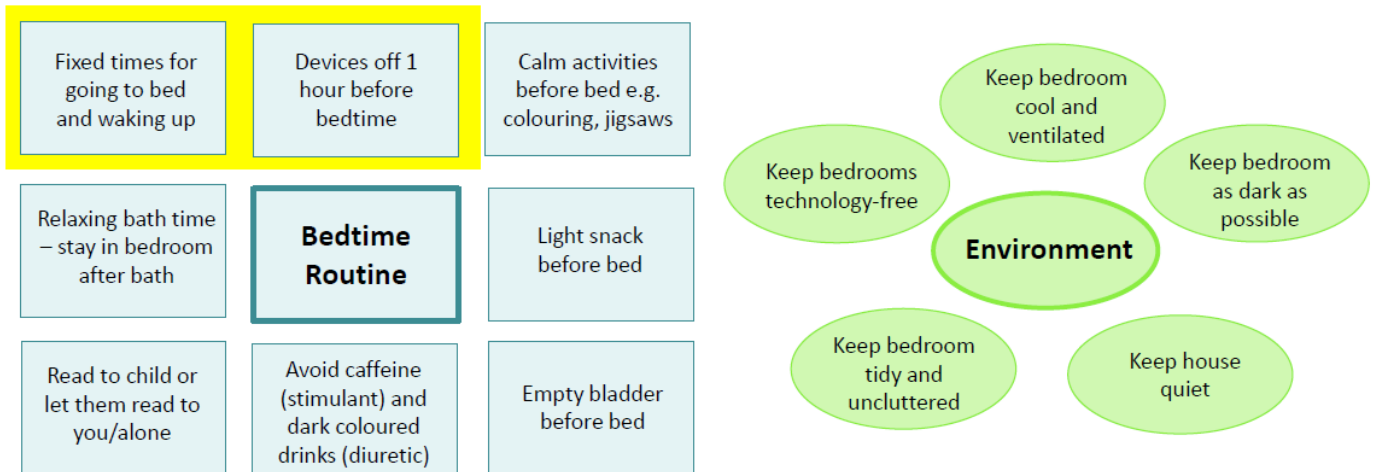 Fixed times for
going to bed
and waking up
Devices off 1
hour before
bedtime
Calm activities
before bed e.g.
colouring, jigsaws
Relaxing bath time
– stay in bedroom
after bath
Bedtime
Routine
Light snack
before bed
Read to child or
let them read to
you/alone
Avoid caffeine
(stimulant) and
dark coloured
drinks (diuretic)
Empty bladder
before bed
Keep bedroom
cool and
ventilated
Keep bedrooms
technology-free
Keep bedroom
as dark as
possible
Environment
Keep bedroom
tidy and
uncluttered
Keep house
quiet